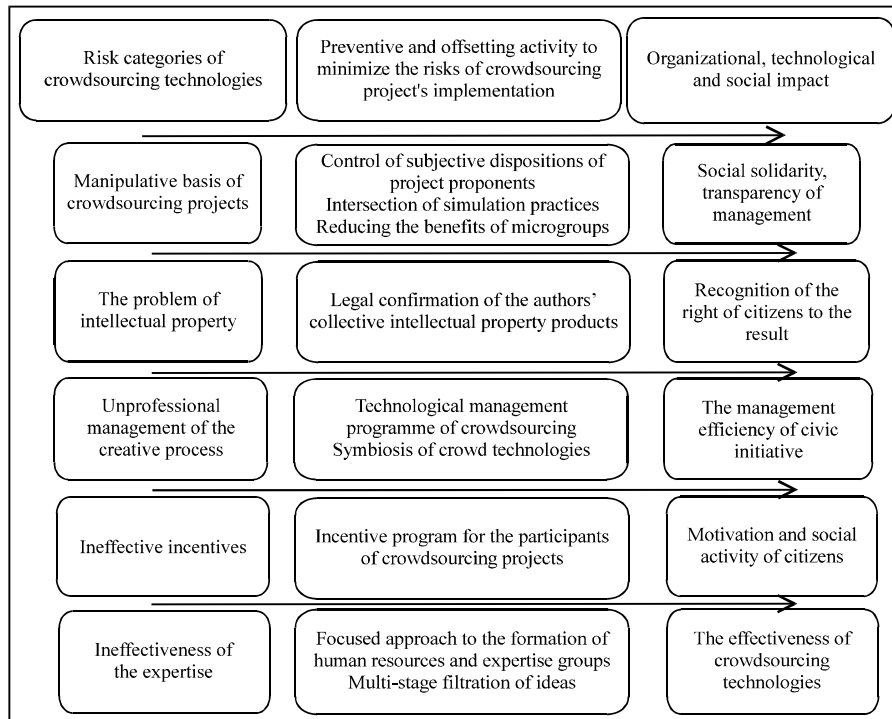 Risk categories of
crowdsourcing technologies
Preventive and offsetting activity to
minimize the risks of crowdsourcing
project's implementation
Organizational, technological
and social impact
Manipulative basis of
crowdsourcing projects
Control of subjective dispositions of
project proponents
Intersection of simulation practices
Reducing the benefits of microgroups
Social solidarity,
transparency of
management
The problem of
intellectual property
Legal confirmation of the authors’
collective intellectual property products
Recognition of the
right of citizens to the
result
Unprofessional
management of the
creative process
Technological management
programme of crowdsourcing
Symbiosis of crowd technologies
The management
efficiency of civic
initiative
Ineffective incentives
Incentive program for the participants
of crowdsourcing projects
Motivation and social
activity of citizens
Ineffectiveness of
the expertise
Focused approach to the formation of
human resources and expertise groups
Multi-stage filtration of ideas
The effectiveness of
crowdsourcing
technologies